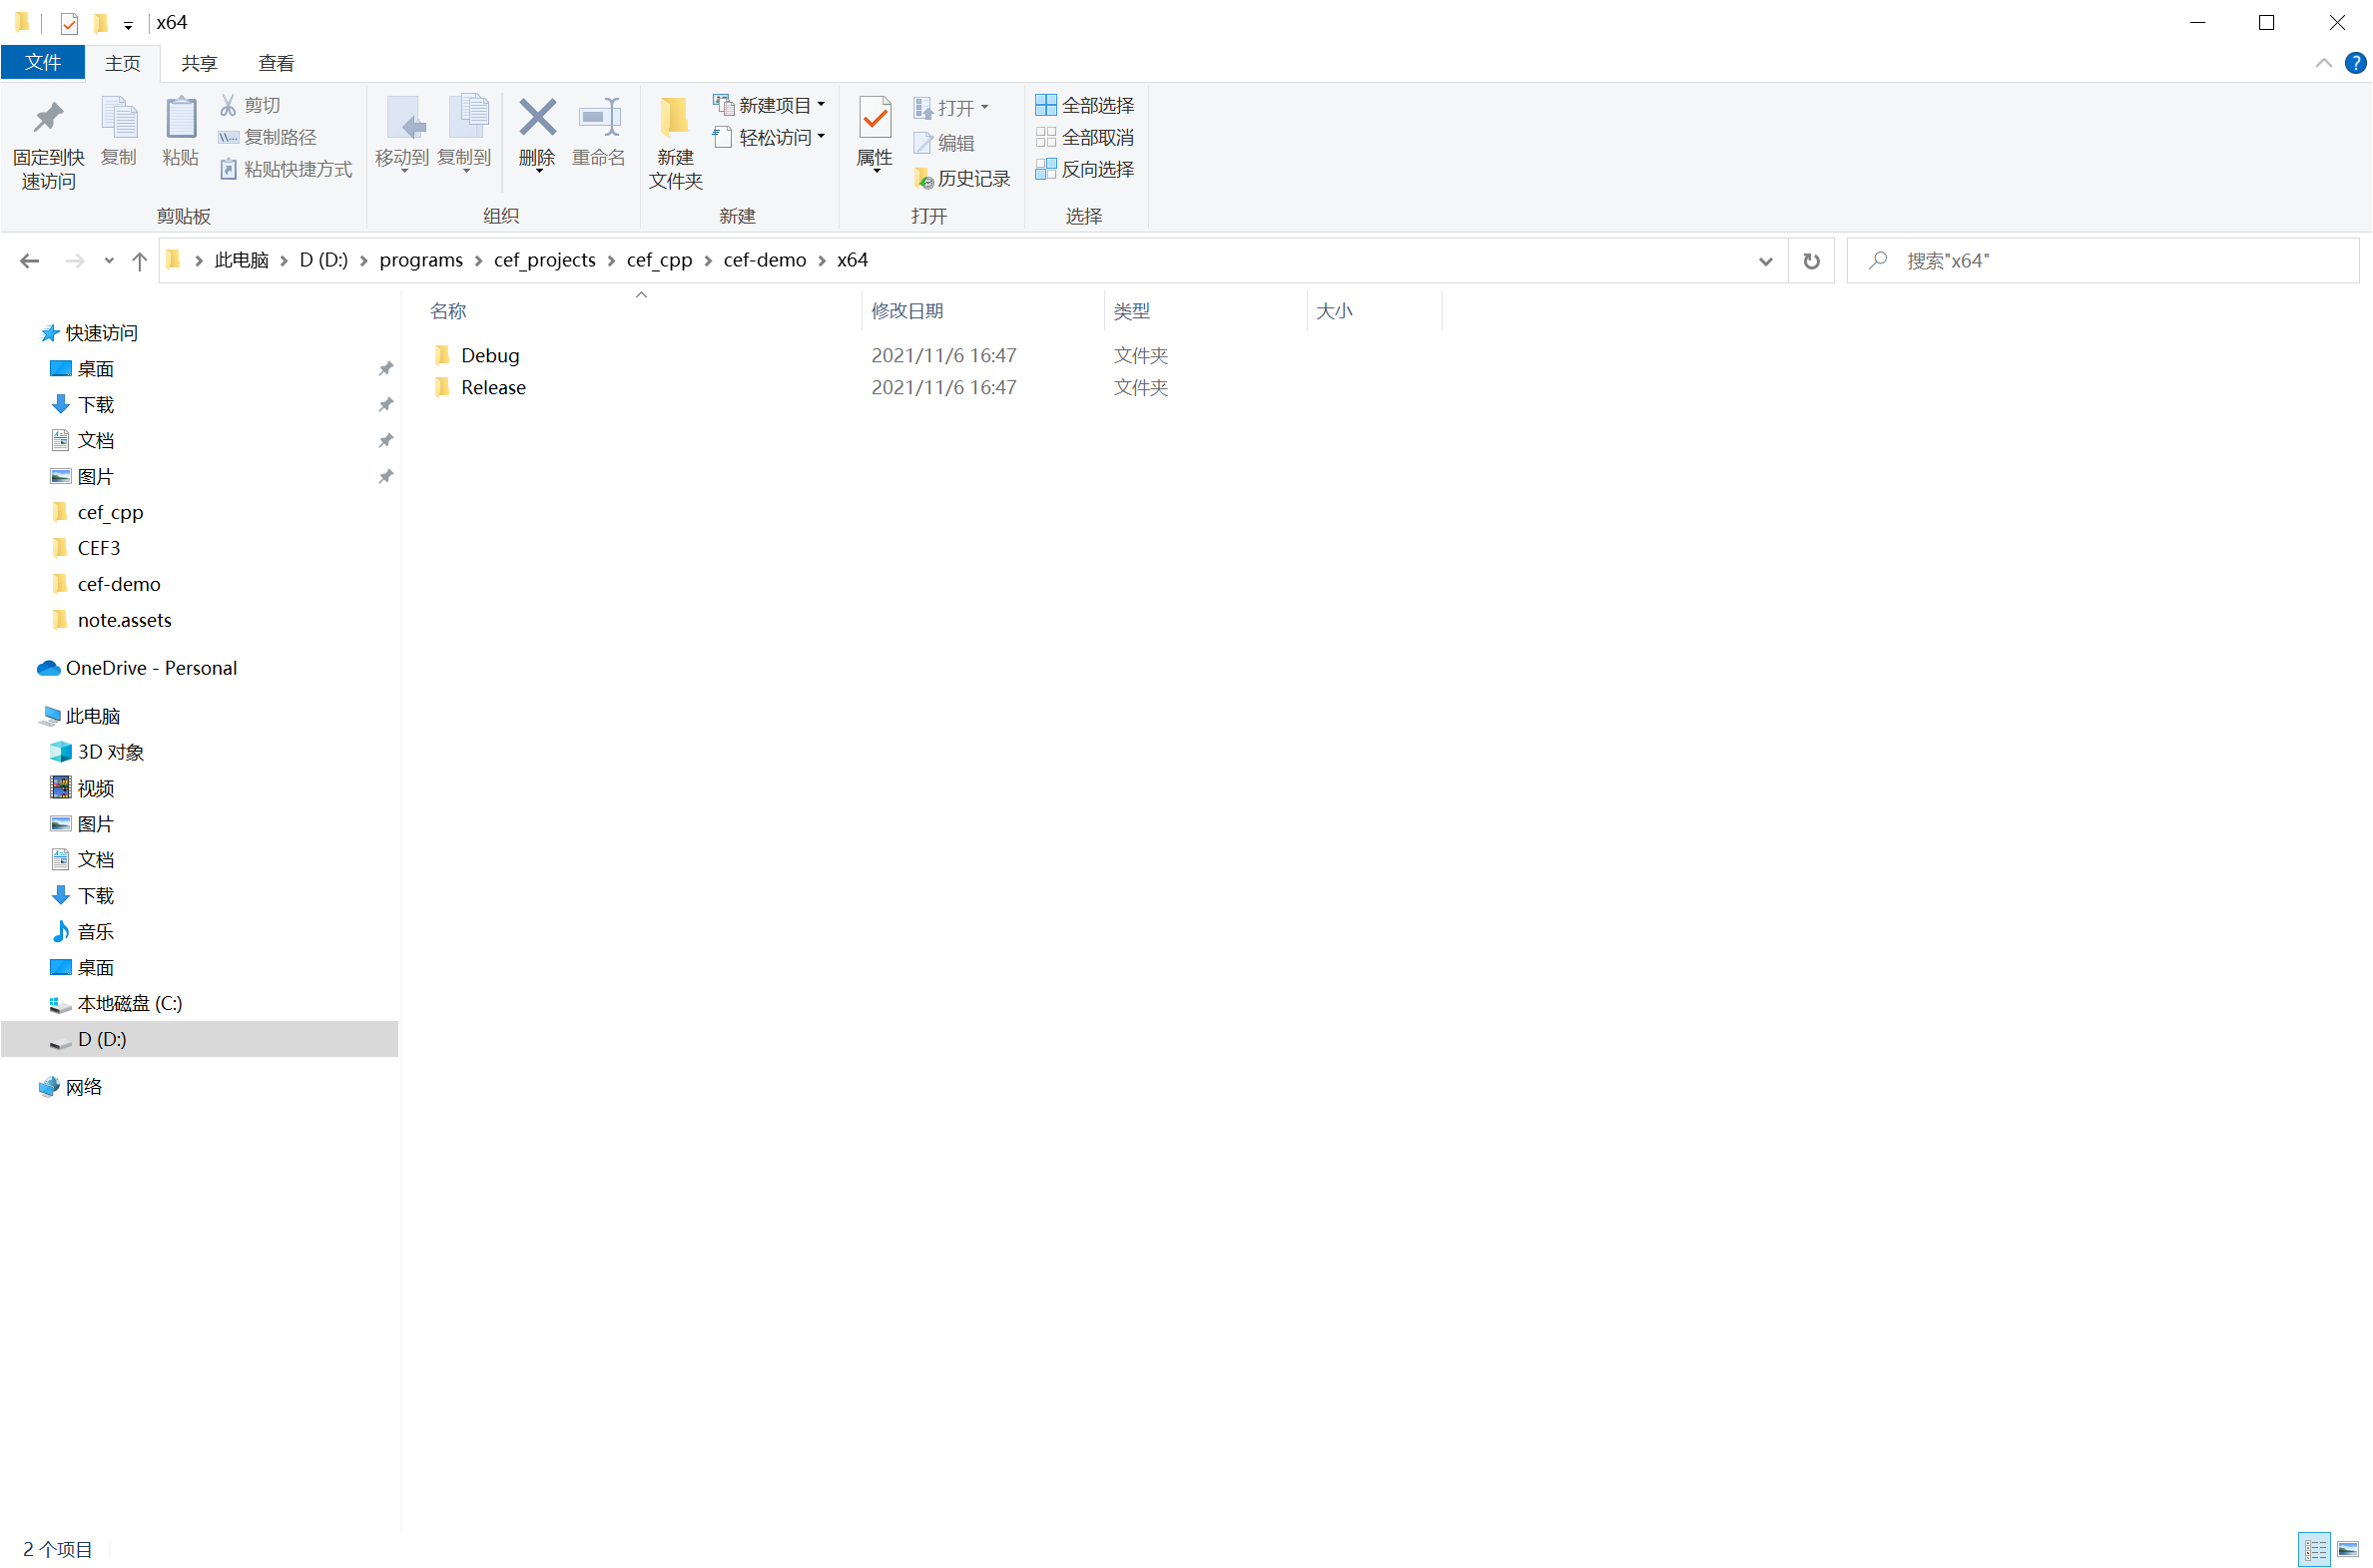 x64
文件 主页 共享 查看
固定到快速访问
复制
粘贴
剪切
复制路径
粘贴快捷方式
剪贴板
移动到
复制到
删除
重命名
组织
新建
文件夹
新建项目
轻松访问
新建
属性
打开
编辑
历史记录
打开
全部选择
全部取消
反向选择
选择
此电脑 D (D:) programs cef_projects cef_cpp cef-demo x64
搜索"x64"
名称 修改日期 类型 大小
Debug 2021/11/6 16:47 文件夹
Release 2021/11/6 16:47 文件夹
快速访问
桌面
下载
文档
图片
cef_cpp
CEF3
cef-demo
note.assets
OneDrive - Personal
此电脑
3D 对象
视频
图片
文档
下载
音乐
桌面
本地磁盘 (C:)
D (D:)
网络
2 个项目